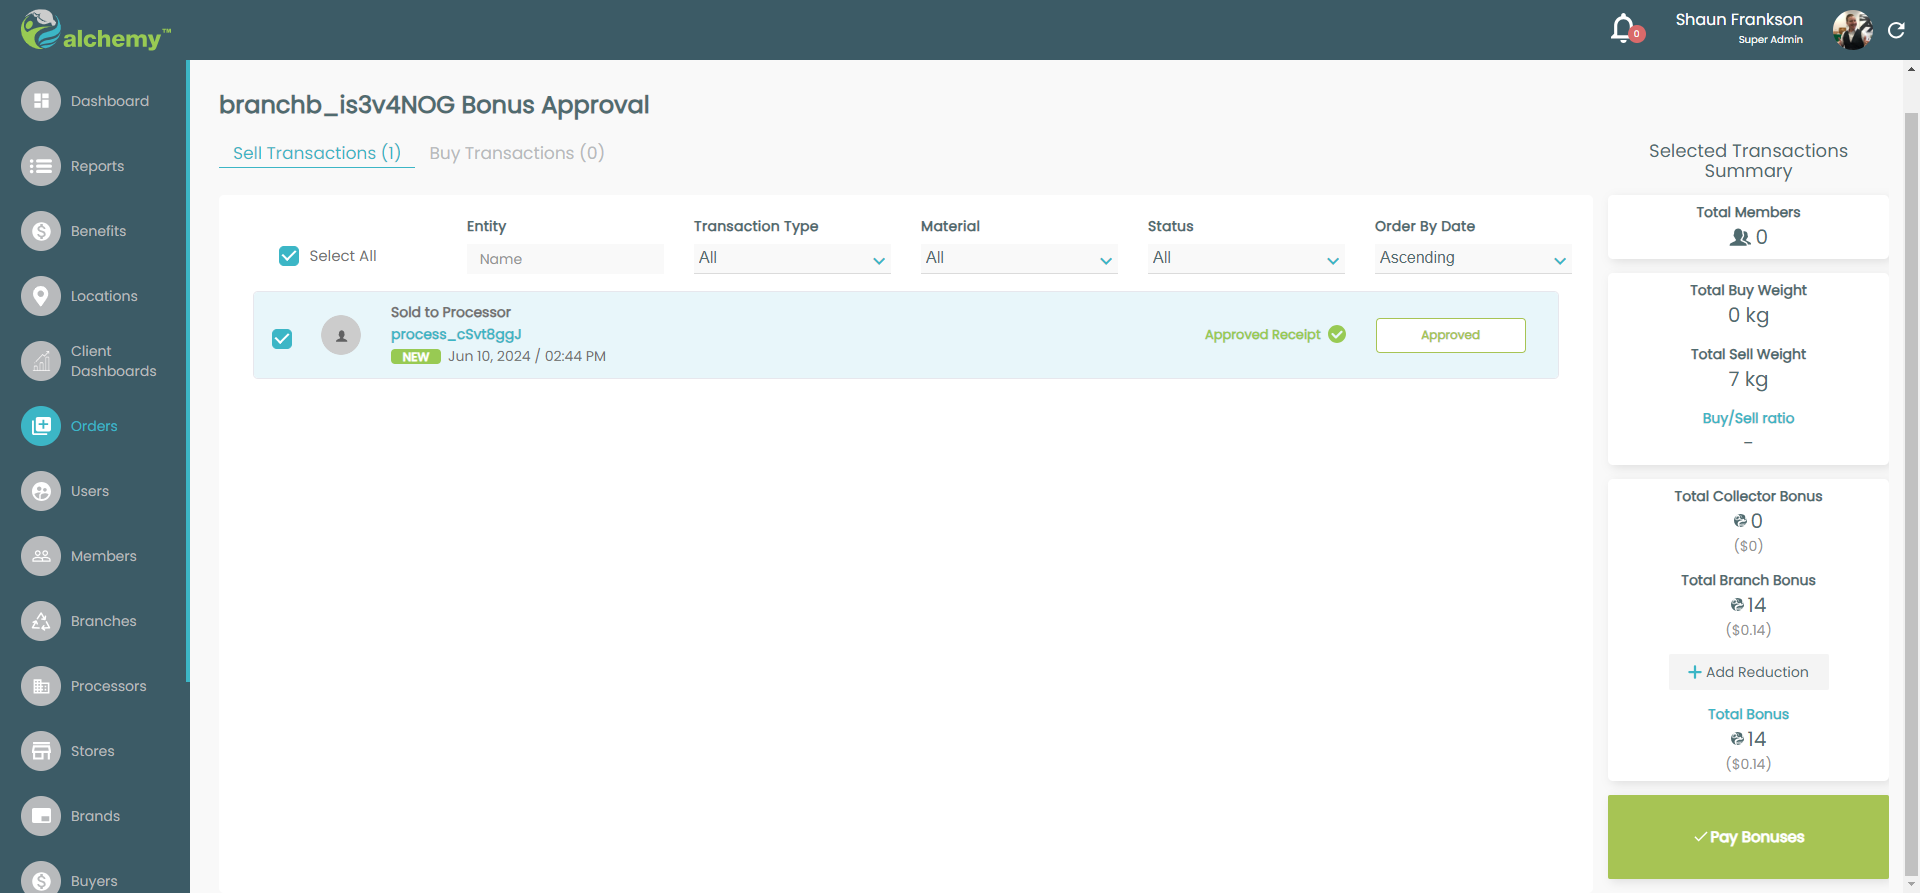 alchemy™
0
Shaun Frankson
Super Admin
Dashboard
Reports
Benefits
Locations
Client
Dashboards
Orders
Users
Members
Branches
Processors
Stores
Brands
Buyers
branchb_is3v4NOG Bonus Approval
Sell Transactions (1)
Buy Transactions (0)
Select All
Entity
Name
Transaction Type
All
Material
All
Status
All
Order By Date
Ascending
Sold to Processor
process_cSvt8ggJ
NEW Jun 10, 2024 / 02:44 PM
Approved Receipt
Approved
Selected Transactions
Summary
Total Members
0
Total Buy Weight
0 kg
Total Sell Weight
7 kg
Buy/Sell ratio
–
Total Collector Bonus
0
($0)
Total Branch Bonus
14
($0.14)
+ Add Reduction
Total Bonus
14
($0.14)
Pay Bonuses